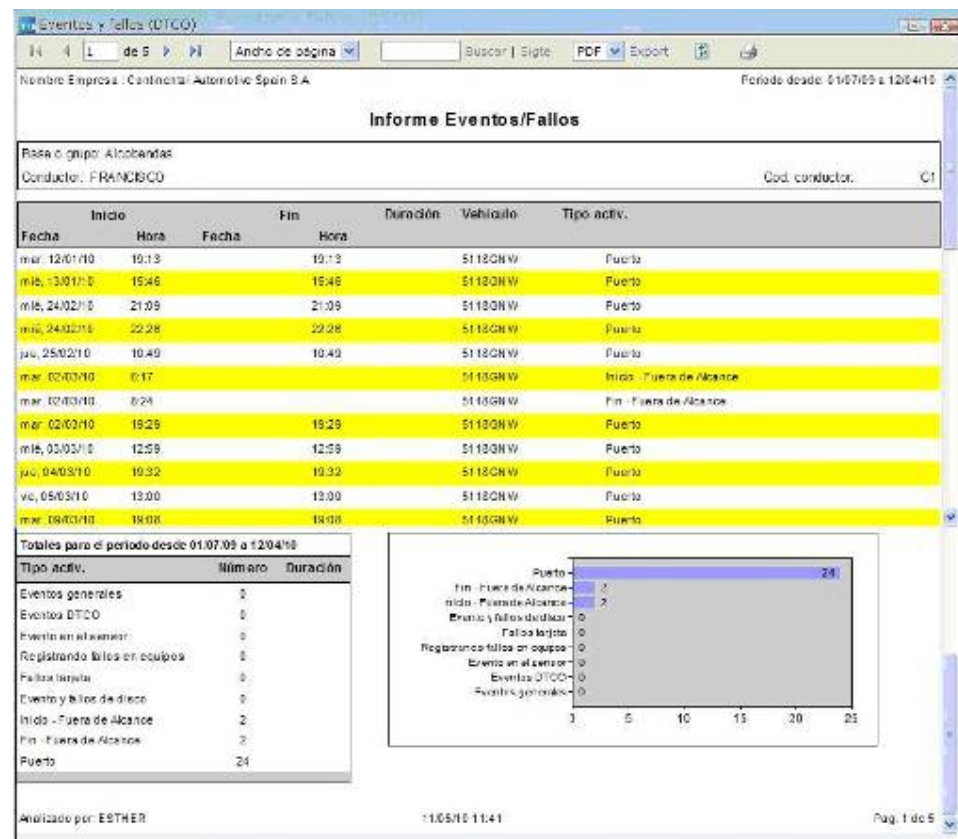 Eventos y fallos (DTCO)
1 de 5 Ancho de página Buscar | Sigte PDF Export
Nombre Empresa : Continental Automotive Spain S.A Periodo desde: 01/07/09 a 12/04/10
Informe Eventos/Fallos
Base o grupo: Alcobendas
Conductor: FRANCISCO Cod. conductor: C1
Inicio Fin Duración Vehículo Tipo activ.
Fecha Hora Fecha Hora
mar, 12/01/10 19:13 19:13 5118GNW Puerto
mié, 13/01/10 15:46 15:46 5118GNW Puerto
mié, 24/02/10 21:09 21:09 5118GNW Puerto
mié, 24/02/10 22:28 22:28 5118GNW Puerto
jue, 25/02/10 10:49 10:49 5118GNW Puerto
mar, 02/03/10 6:17 5118GNW Inicio - Fuera de Alcance
mar, 02/03/10 6:24 5118GNW Fin - Fuera de Alcance
mar, 02/03/10 19:29 19:29 5118GNW Puerto
mié, 03/03/10 12:59 12:59 5118GNW Puerto
jue, 04/03/10 19:32 19:32 5118GNW Puerto
vie, 05/03/10 13:00 13:00 5118GNW Puerto
mar, 09/03/10 19:08 19:08 5118GNW Puerto
Totales para el periodo desde 01/07/09 a 12/04/10
Tipo activ. Número Duración
Eventos generales 0
Eventos DTCO 0
Evento en el sensor 0
Registrando fallos en equipos 0
Fallos tarjeta 0
Evento y fallos de disco 0
Inicio - Fuera de Alcance 2
Fin - Fuera de Alcance 2
Puerto 24
Puerto 24
Fin - Fuera de Alcance 2
Inicio - Fuera de Alcance 2
Evento y fallos de disco 0
Fallos tarjeta 0
Registrando fallos en equipos 0
Evento en el sensor 0
Eventos DTCO 0
Eventos generales 0
0 5 10 15 20 25
Analizado por: ESTHER 11/05/10 11:41 Pag. 1 de 5